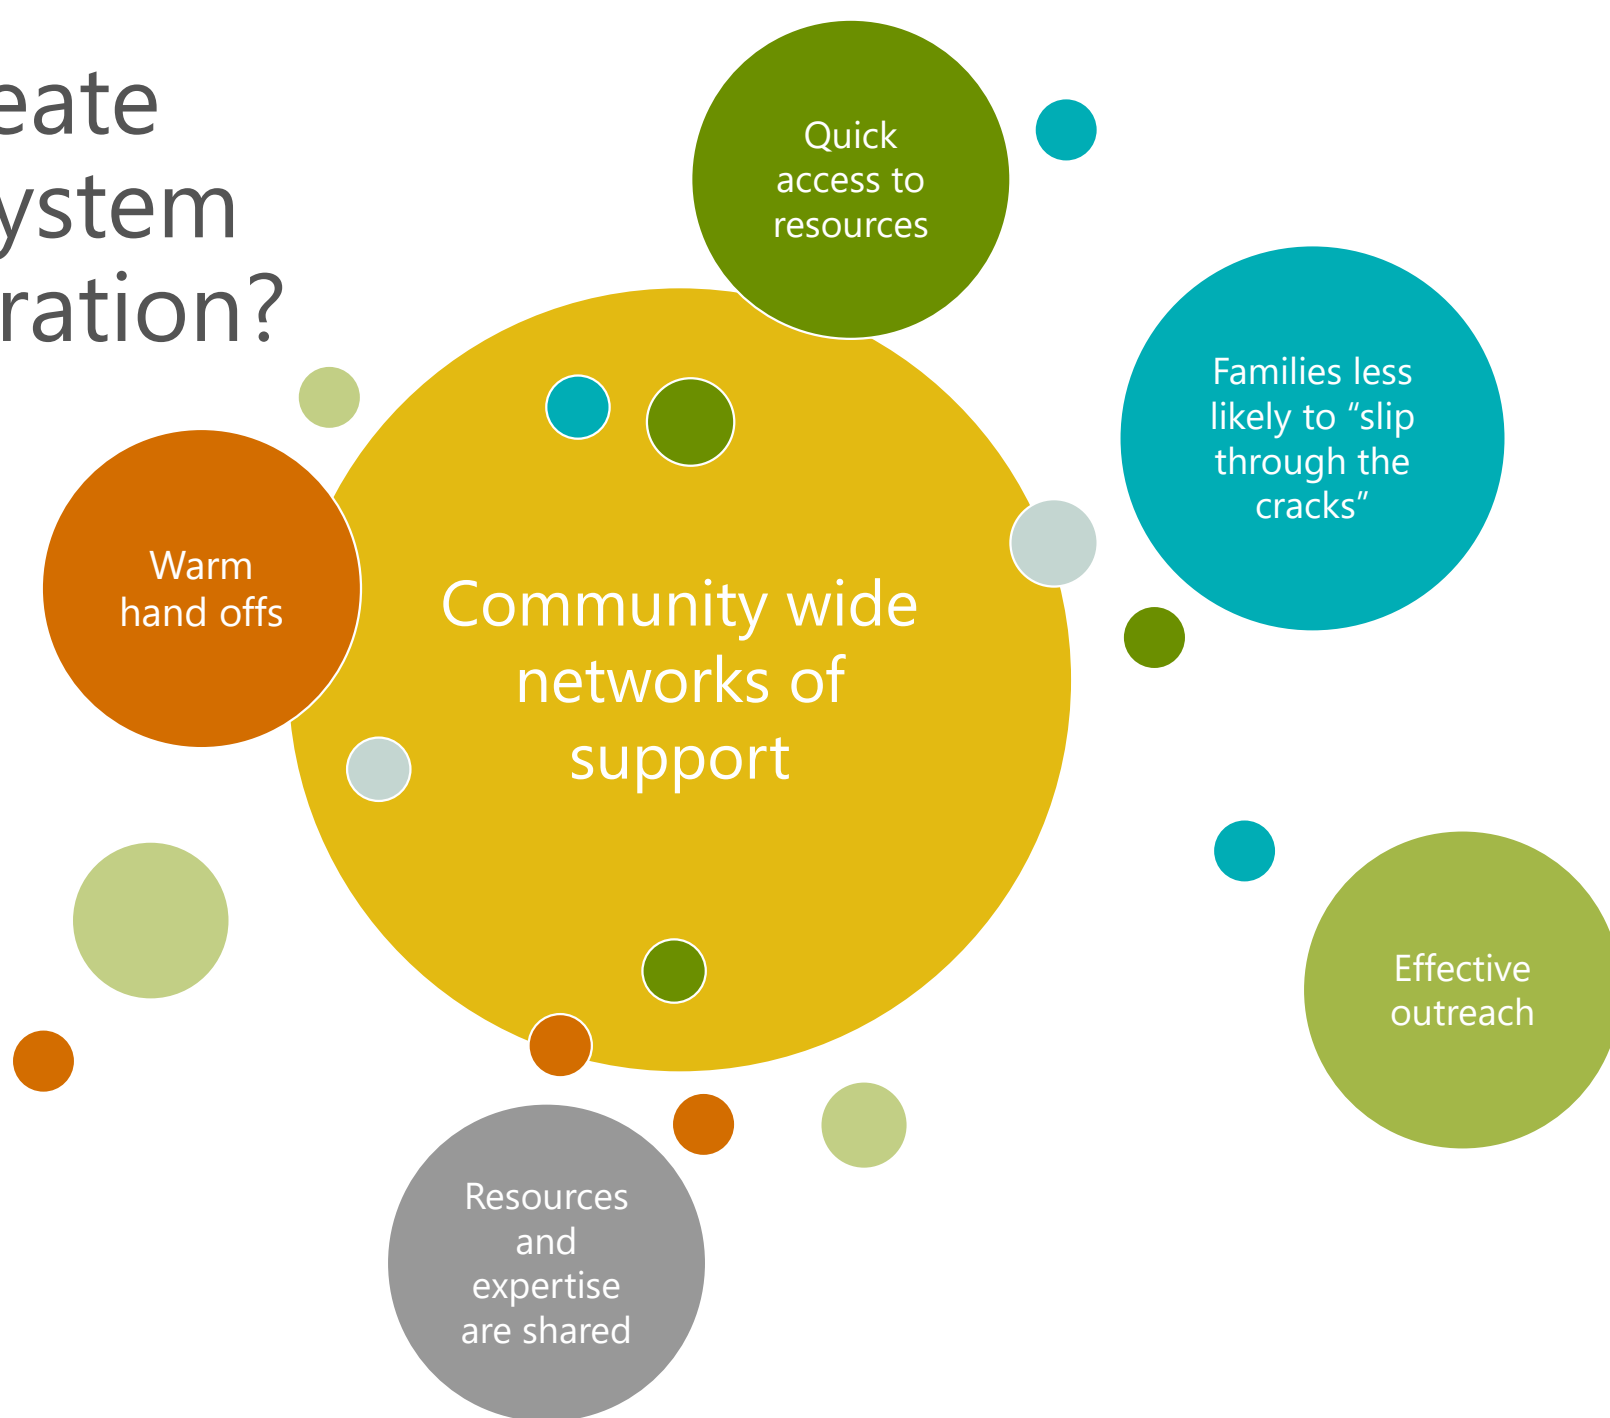 eate
ystem
ration?
Quick
access to
resources
Families less
likely to “slip
through the
cracks”
Warm
hand offs
Community wide
networks of
support
Effective
outreach
Resources
and
expertise
are shared